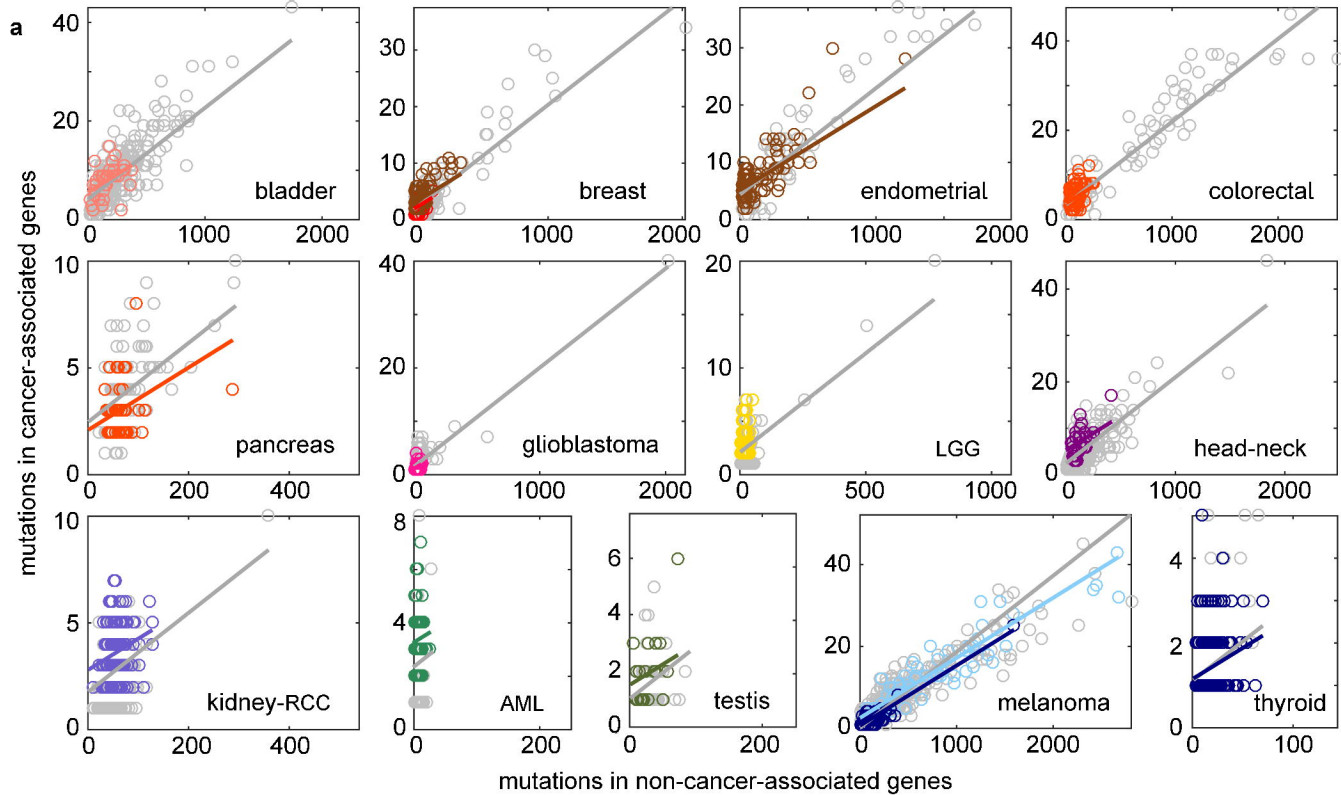 a
mutations in cancer-associated genes
40
20
0
0 1000 2000
bladder
30
20
10
0
0 1000 2000
breast
30
20
10
0
0 1000 2000
endometrial
40
20
0
0 1000 2000
colorectal
10
5
0
0 200 400
pancreas
40
20
0
0 1000 2000
glioblastoma
20
10
0
0 500 1000
LGG
40
20
0
0 1000 2000
head-neck
10
5
0
0 200 400
kidney-RCC
8
6
4
2
0
0 200
AML
6
4
2
0
0 200
testis
40
20
0
0 1000 2000
melanoma
4
2
0
0 100
thyroid
mutations in non-cancer-associated genes